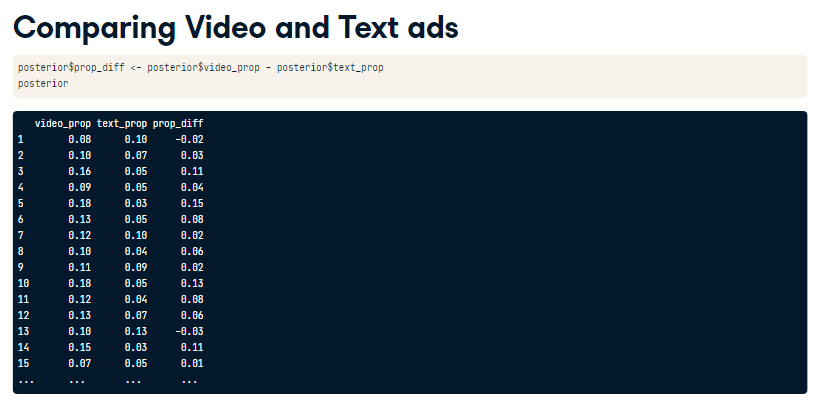 Comparing Video and Text ads
posterior$prop_diff <- posterior$video_prop - posterior$text_prop
posterior
   video_prop text_prop prop_diff
1        0.08      0.10     -0.02
2        0.10      0.07      0.03
3        0.16      0.05      0.11
4        0.09      0.05      0.04
5        0.18      0.03      0.15
6        0.13      0.05      0.08
7        0.12      0.10      0.02
8        0.10      0.04      0.06
9        0.11      0.09      0.02
10       0.18      0.05      0.13
11       0.12      0.04      0.08
12       0.13      0.07      0.06
13       0.10      0.13     -0.03
14       0.15      0.03      0.11
15       0.07      0.05      0.01
...      ...       ...       ...